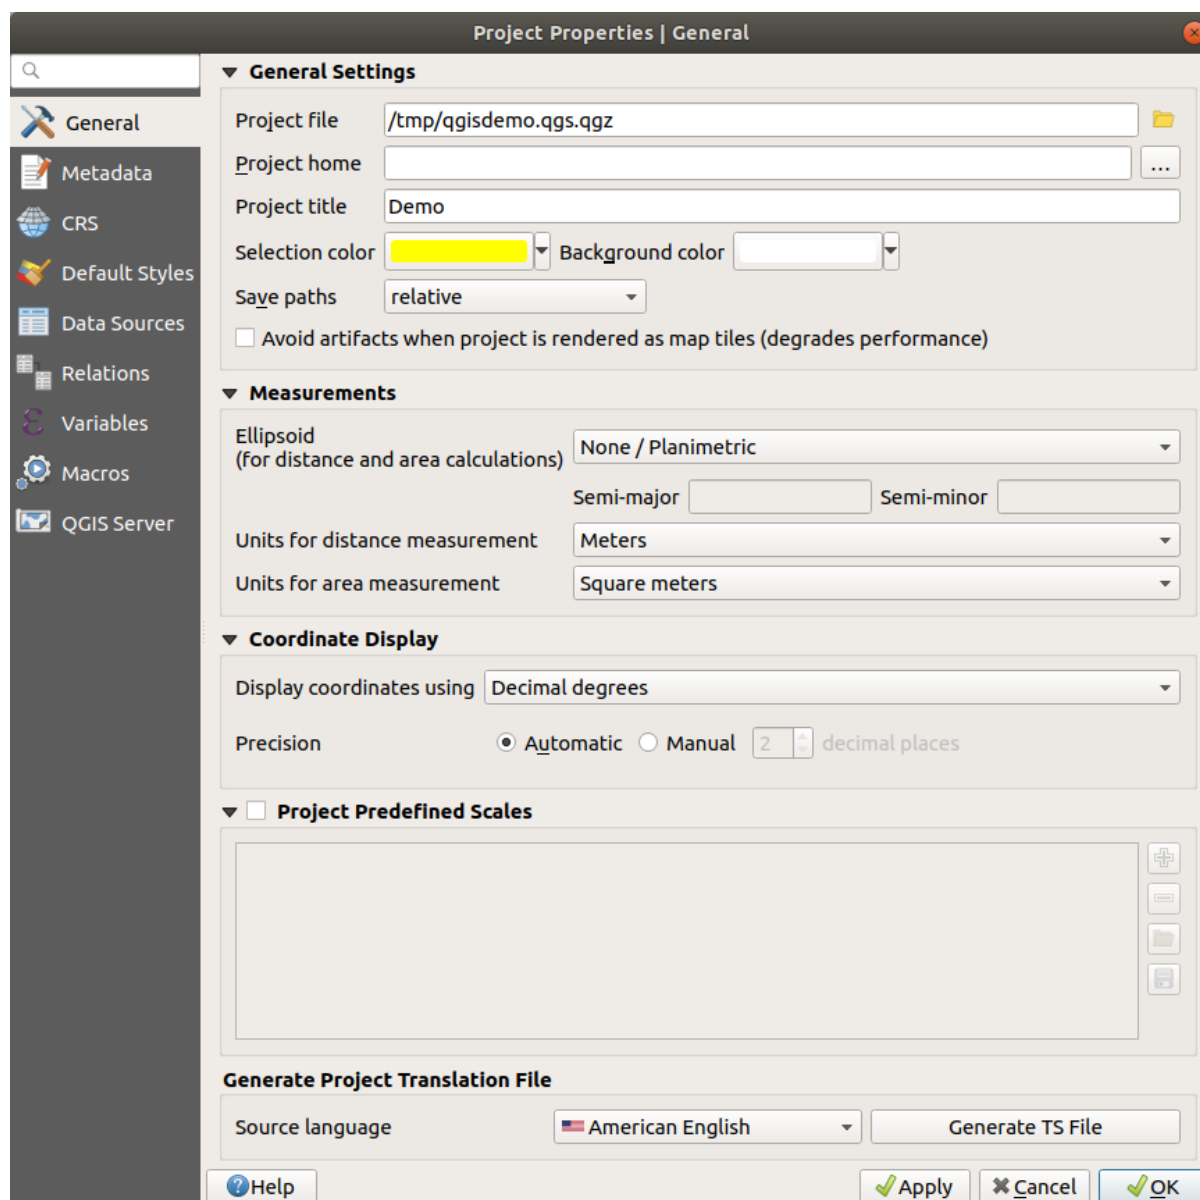 Project Properties | General
General
Metadata
CRS
Default Styles
Data Sources
Relations
Variables
Macros
QGIS Server
General Settings
Project file /tmp/qgisdemo.qgs.qgz
Project home ...
Project title Demo
Selection color Background color
Save paths relative
Avoid artifacts when project is rendered as map tiles (degrades performance)
Measurements
Ellipsoid
(for distance and area calculations) None / Planimetric
Semi-major Semi-minor
Units for distance measurement Meters
Units for area measurement Square meters
Coordinate Display
Display coordinates using Decimal degrees
Precision Automatic Manual 2 decimal places
Project Predefined Scales
Generate Project Translation File
Source language American English Generate TS File
Help Apply Cancel OK